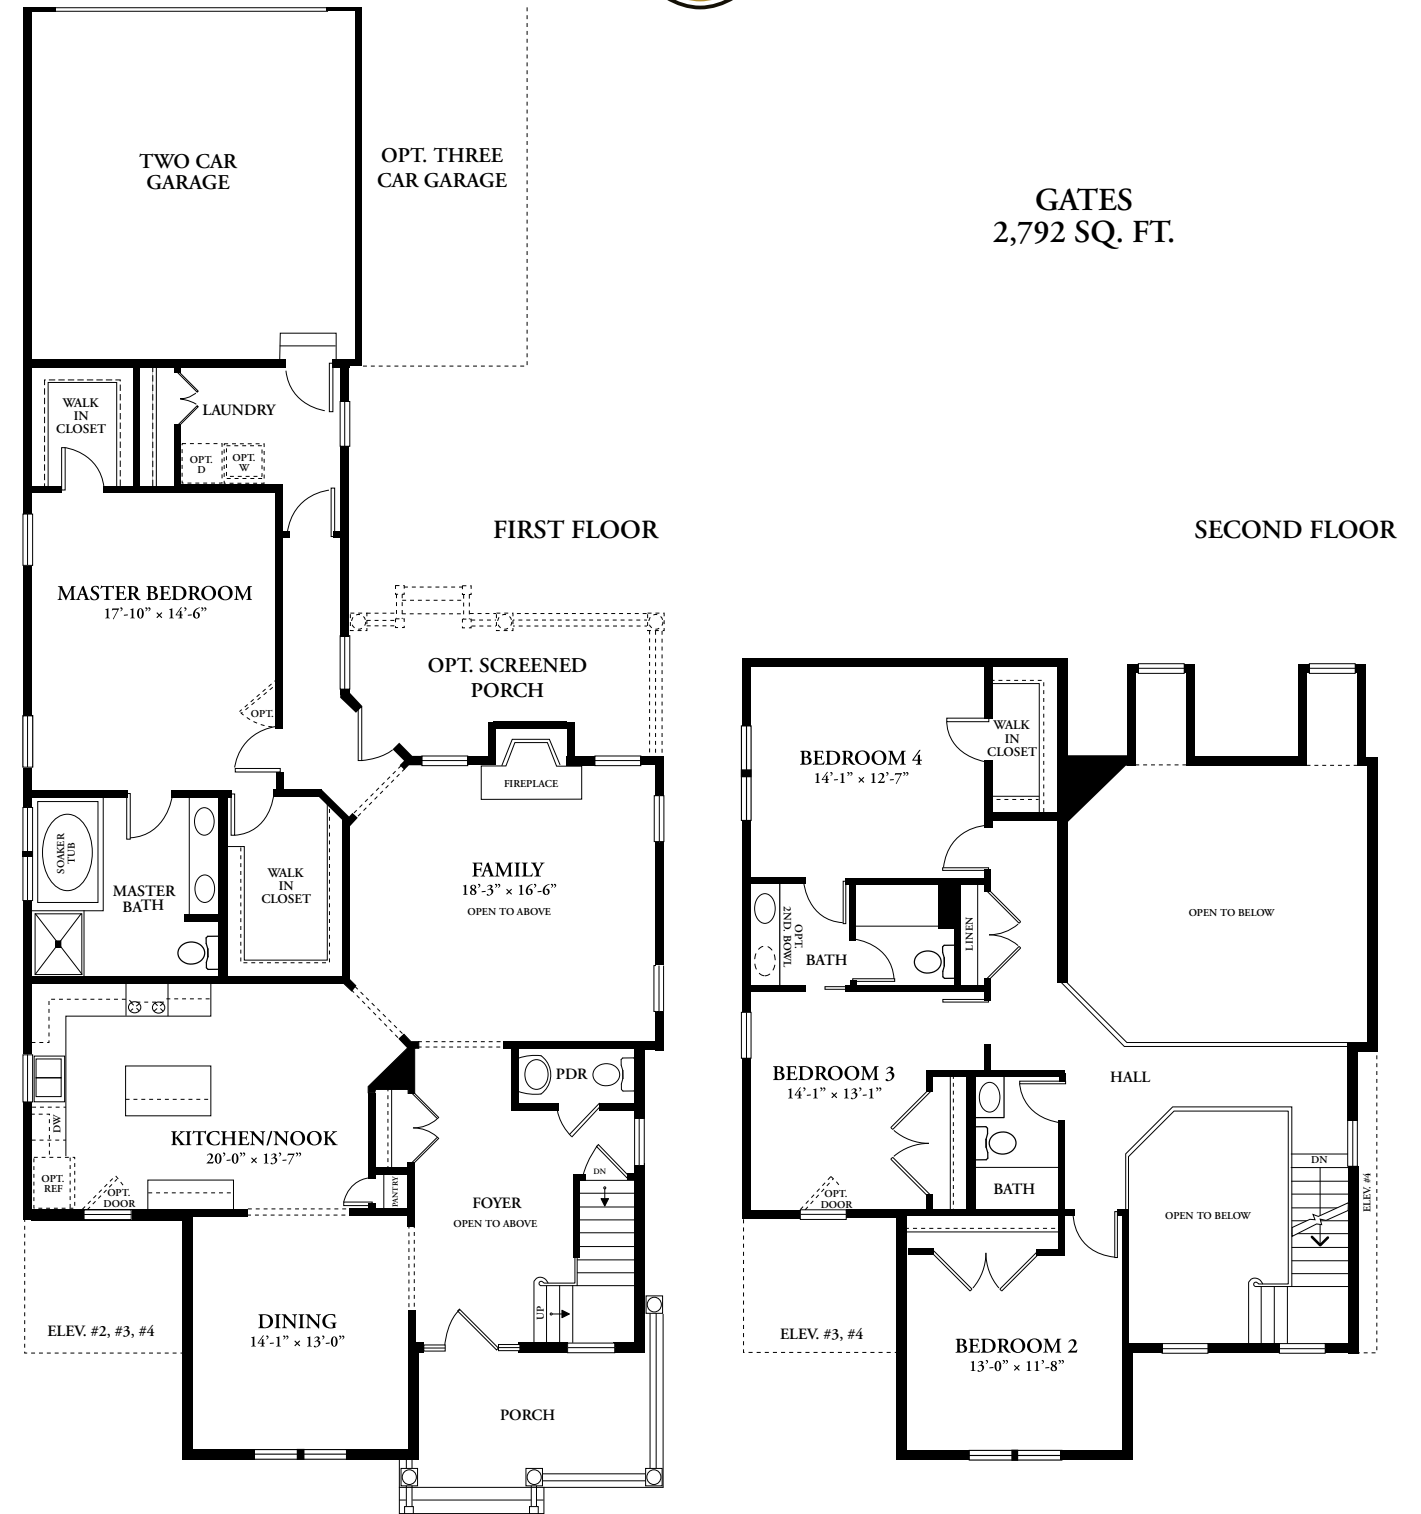 TWO CAR
GARAGE
OPT. THREE
CAR GARAGE
GATES
2,792 SQ. FT.
WALK
IN
CLOSET
LAUNDRY
OPT.
D
OPT.
W
FIRST FLOOR
SECOND FLOOR
MASTER BEDROOM
17'-10” × 14'-6”
OPT.
OPT. SCREENED
PORCH
FIREPLACE
SOAKER
TUB
MASTER
BATH
WALK
IN
CLOSET
FAMILY
18'-3” × 16'-6”
OPEN TO ABOVE
PDR
DW
KITCHEN/NOOK
20'-0” × 13'-7”
OPT.
REF
OPT.
DOOR
PANTRY
FOYER
OPEN TO ABOVE
DN
UP
DINING
14'-1” × 13'-0”
ELEV. #2, #3, #4
PORCH
BEDROOM 4
14'-1” × 12'-7”
WALK
IN
CLOSET
OPEN TO BELOW
OPT.
2ND. BOWL
BATH
LINEN
BEDROOM 3
14'-1” × 13'-1”
HALL
OPT.
DOOR
BATH
OPEN TO BELOW
DN
ELEV. #4
ELEV. #3, #4
BEDROOM 2
13'-0” × 11'-8”